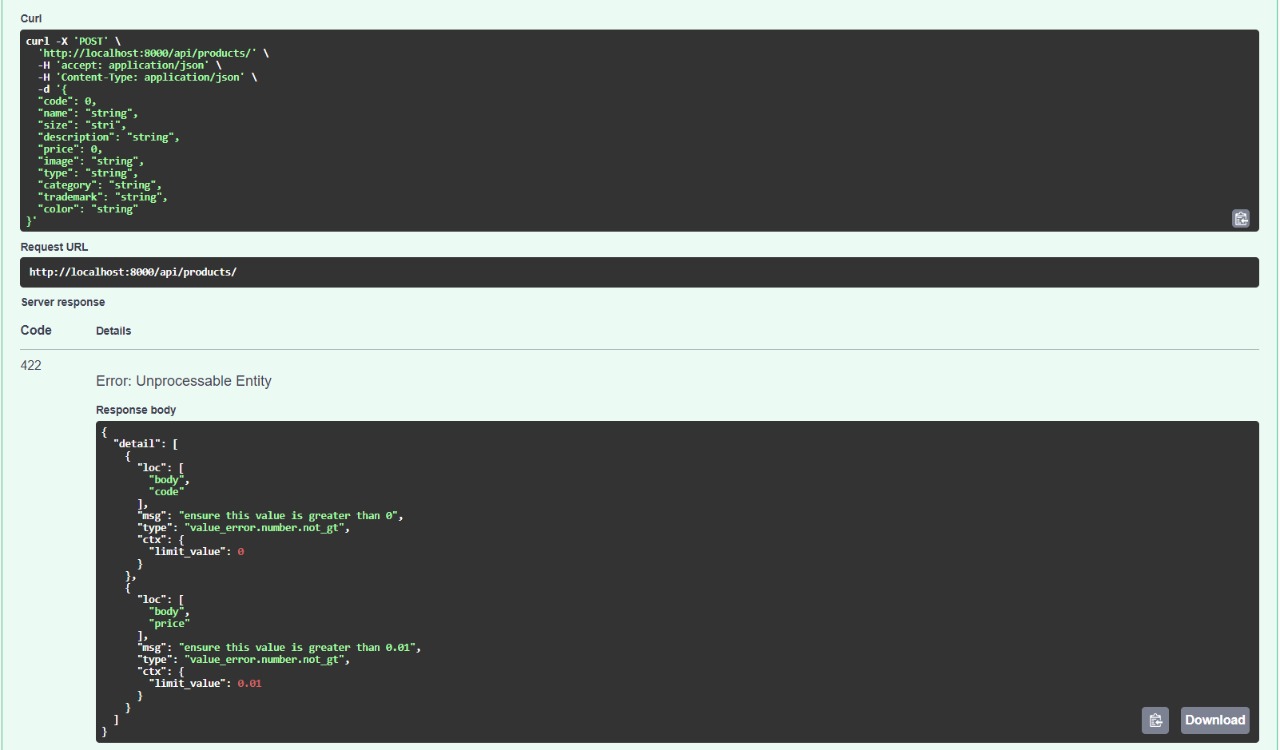 Curl
curl -X 'POST' \
  'http://localhost:8000/api/products/' \
  -H 'accept: application/json' \
  -H 'Content-Type: application/json' \
  -d '{
  "code": 0,
  "name": "string",
  "size": "stri",
  "description": "string",
  "price": 0,
  "image": "string",
  "type": "string",
  "category": "string",
  "trademark": "string",
  "color": "string"
}'
Request URL
http://localhost:8000/api/products/
Server response
Code Details
422
Error: Unprocessable Entity
Response body
{
  "detail": [
    {
      "loc": [
        "body",
        "code"
      ],
      "msg": "ensure this value is greater than 0",
      "type": "value_error.number.not_gt",
      "ctx": {
        "limit_value": 0
      }
    },
    {
      "loc": [
        "body",
        "price"
      ],
      "msg": "ensure this value is greater than 0.01",
      "type": "value_error.number.not_gt",
      "ctx": {
        "limit_value": 0.01
      }
    }
  ]
}
Download